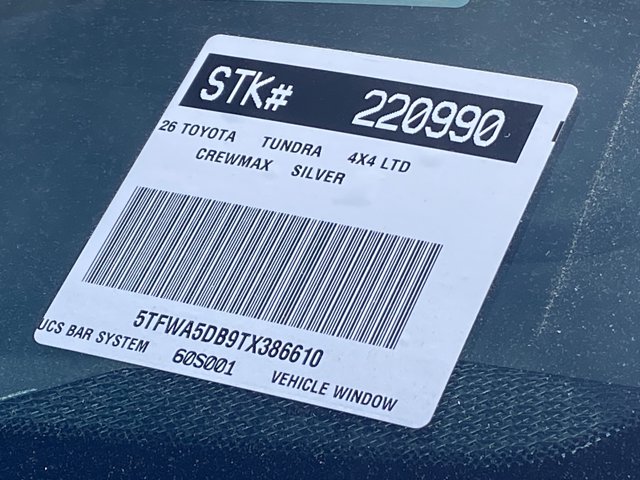 STK# 220990
26 TOYOTA TUNDRA 4X4 LTD
CREWMAX SILVER
5TFWA5DB9TX386610
UCS BAR SYSTEM 60S001 VEHICLE WINDOW